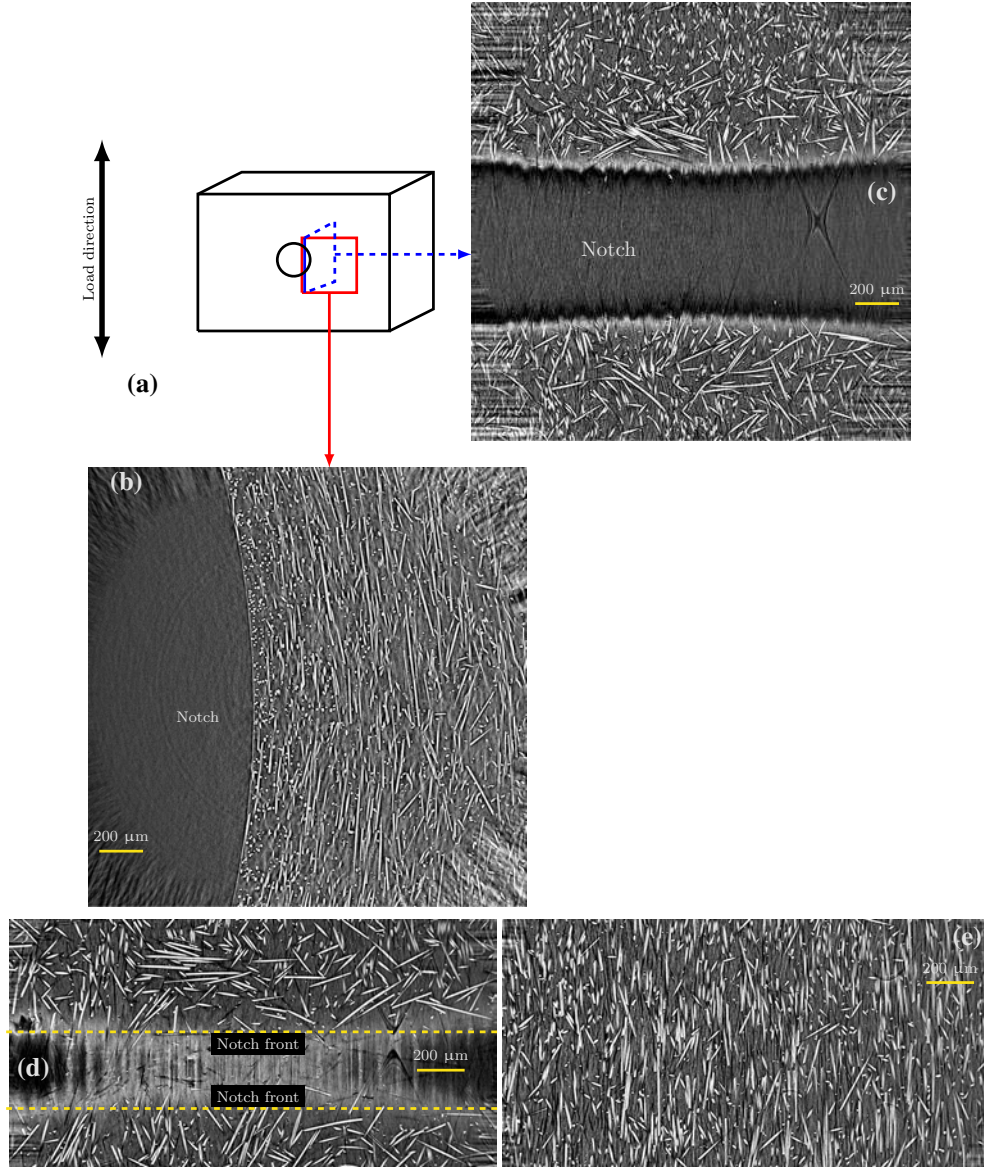 Load direction
(a)
(c)
Notch
200 µm
(b)
Notch
200 µm
Notch front
(d)
200 µm
Notch front
(e)
200 µm